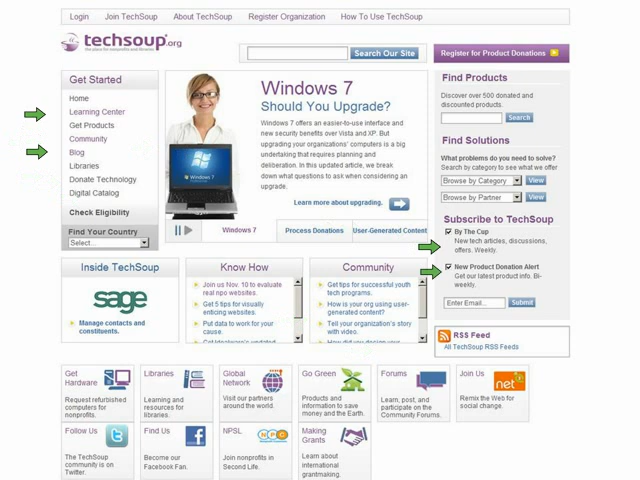 Login Join TechSoup About TechSoup Register Organization How To Use TechSoup
techsoup.org
the place for nonprofits and libraries
Search Our Site
Register for Product Donations
Get Started
Home
Learning Center
Get Products
Community
Blog
Libraries
Donate Technology
Digital Catalog
Check Eligibility
Find Your Country
Select...
Windows 7
Should You Upgrade?
Windows 7 offers an easier-to-use interface and
new security benefits over Vista and XP. But
upgrading your organizations' computers is a big
undertaking that requires planning and
deliberation. In this updated article, we break
down what questions to ask when considering an
upgrade.
Learn more about upgrading.
Windows 7
Windows 7 Process Donations User-Generated Content
Find Products
Discover over 500 donated and
discounted products.
Search
Find Solutions
What problems do you need to solve?
Search by category to see what we offer
Browse by Category View
Browse by Partner View
Subscribe to TechSoup
By The Cup
New tech articles, discussions,
offers. Weekly.
New Product Donation Alert
Get our latest product info. Bi-
weekly.
Enter Email... Submit
RSS Feed
All TechSoup RSS Feeds
Inside TechSoup
sage
Manage contacts and
constituents.
Know How
Join us Nov. 10 to evaluate
real npo websites.
Get 5 tips for visually
enticing websites.
Put data to work for your
cause.
Community
Get tips for successful youth
tech programs.
How is your org using user-
generated content?
Tell your organization's story
with video.
How did you design your
Get
Hardware
Request refurbished
computers for
nonprofits.
Libraries
Learning and
resources for
libraries.
Global
Network
Visit our partners
around the world.
Go Green
Products and
information to save
money and the Earth.
Forums
Learn, post, and
participate on the
Community Forums.
Join Us
net
Remix the Web for
social change.
Follow Us
The TechSoup
community is on
Twitter.
Find Us
Become our
Facebook Fan.
NPSL
NPC
Join nonprofits in
Second Life.
Making
Grants
Learn about
international
grantmaking.